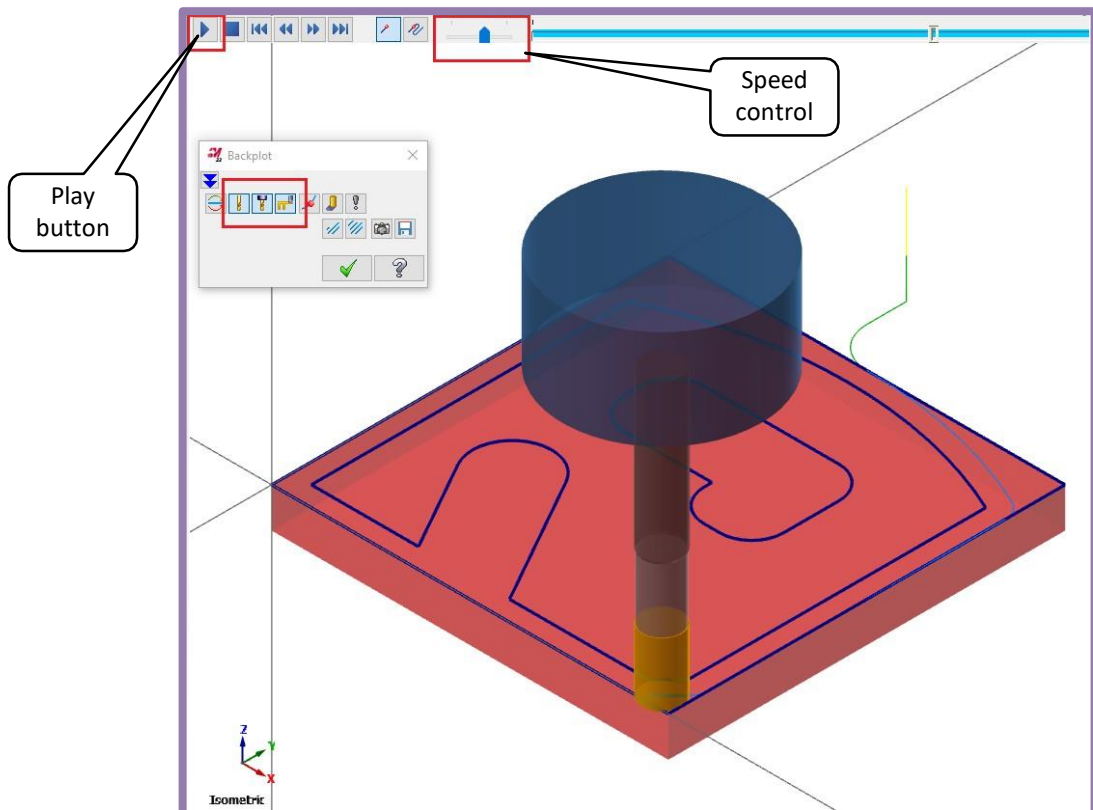 Speed
control
Backplot
Play
button
Z
Y
X
Isometric